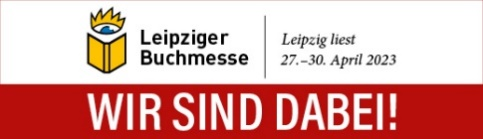 Leipziger
Buchmesse
Leipzig liest
27.–30. April 2023
WIR SIND DABEI!